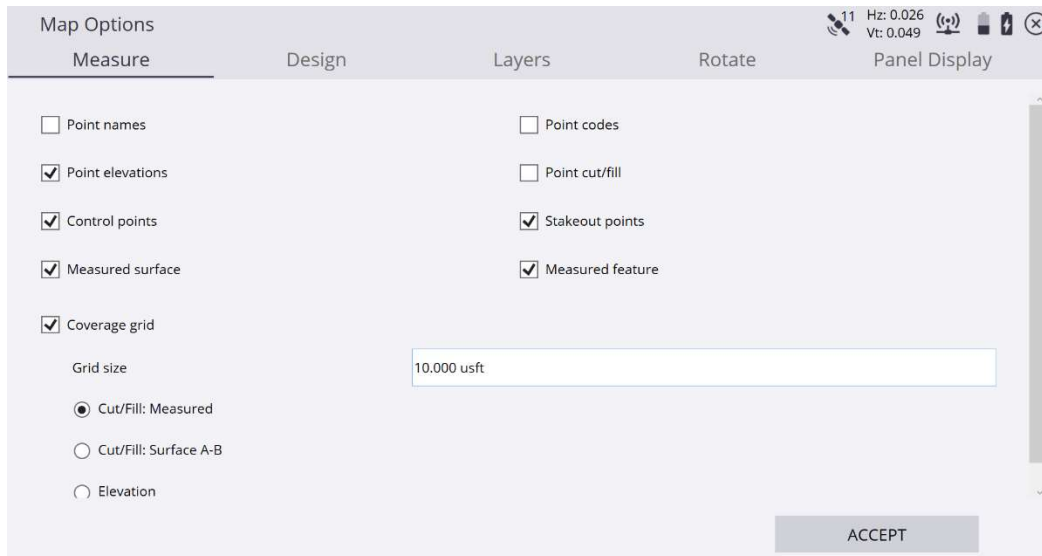 Map Options
11
Hz: 0.026
Vt: 0.049
Measure Design Layers Rotate Panel Display
Point names Point codes
Point elevations Point cut/fill
Control points Stakeout points
Measured surface Measured feature
Coverage grid
Grid size 10.000 usft
Cut/Fill: Measured
Cut/Fill: Surface A-B
Elevation
ACCEPT